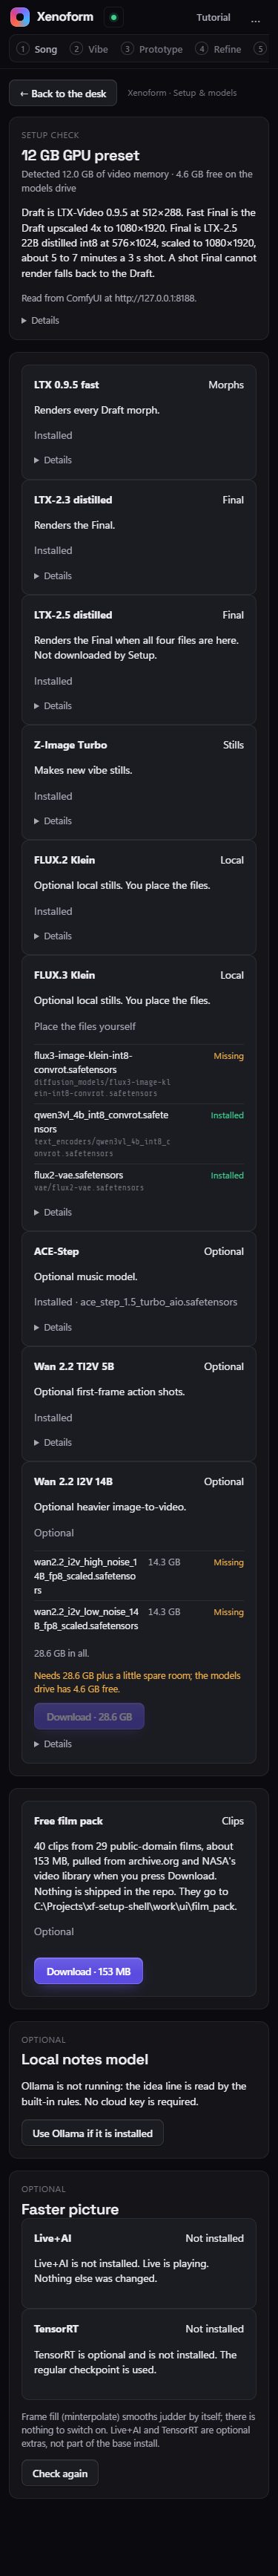 Xenoform
Tutorial
...
1 Song 2 Vibe 3 Prototype 4 Refine 5
← Back to the desk
Xenoform · Setup & models
SETUP CHECK
12 GB GPU preset
Detected 12.0 GB of video memory · 4.6 GB free on the
models drive
Draft is LTX-Video 0.9.5 at 512×288. Fast Final is the
Draft upscaled 4x to 1080×1920. Final is LTX-2.5
22B distilled int8 at 576×1024, scaled to 1080×1920,
about 5 to 7 minutes a 3 s shot. A shot Final cannot
render falls back to the Draft.
Read from ComfyUI at http://127.0.0.1:8188.
▶ Details
LTX 0.9.5 fast
Morphs
Renders every Draft morph.
Installed
▶ Details
LTX-2.3 distilled
Final
Renders the Final.
Installed
▶ Details
LTX-2.5 distilled
Final
Renders the Final when all four files are here.
Not downloaded by Setup.
Installed
▶ Details
Z-Image Turbo
Stills
Makes new vibe stills.
Installed
▶ Details
FLUX.2 Klein
Local
Optional local stills. You place the files.
Installed
▶ Details
FLUX.3 Klein
Local
Optional local stills. You place the files.
Place the files yourself
flux3-image-klein-int8-
convrot.safetensors
Missing
diffusion_models/flux3-image-kl
ein-int8-convrot.safetensors
qwen3vl_4b_int8_convrot.safete
nsors
Installed
text_encoders/qwen3vl_4b_int8_c
onvrot.safetensors
flux2-vae.safetensors
Installed
vae/flux2-vae.safetensors
▶ Details
ACE-Step
Optional
Optional music model.
Installed · ace_step_1.5_turbo_aio.safetensors
▶ Details
Wan 2.2 TI2V 5B
Optional
Optional first-frame action shots.
Installed
▶ Details
Wan 2.2 I2V 14B
Optional
Optional heavier image-to-video.
Optional
wan2.2_i2v_high_noise_1
4B_fp8_scaled.safetenso
rs
14.3 GB
Missing
wan2.2_i2v_low_noise_14
B_fp8_scaled.safetensors
14.3 GB
Missing
28.6 GB in all.
Needs 28.6 GB plus a little spare room; the models
drive has 4.6 GB free.
Download · 28.6 GB
▶ Details
Free film pack
Clips
40 clips from 29 public-domain films, about
153 MB, pulled from archive.org and NASA's
video library when you press Download.
Nothing is shipped in the repo. They go to
C:\Projects\xf-setup-shell\work\ui\film_pack.
Optional
Download · 153 MB
OPTIONAL
Local notes model
Ollama is not running: the idea line is read by the
built-in rules. No cloud key is required.
Use Ollama if it is installed
OPTIONAL
Faster picture
Live+AI
Not installed
Live+AI is not installed. Live is playing.
Nothing else was changed.
TensorRT
Not installed
TensorRT is optional and is not installed. The
regular checkpoint is used.
Frame fill (minterpolate) smooths judder by itself; there is
nothing to switch on. Live+AI and TensorRT are optional
extras, not part of the base install.
Check again